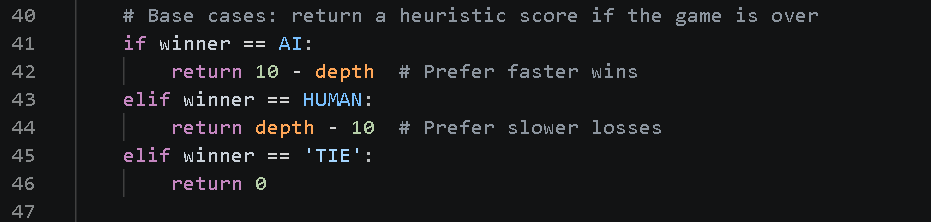 40 # Base cases: return a heuristic score if the game is over
41 if winner == AI:
42 return 10 - depth # Prefer faster wins
43 elif winner == HUMAN:
44 return depth - 10 # Prefer slower losses
45 elif winner == 'TIE':
46 return 0
47